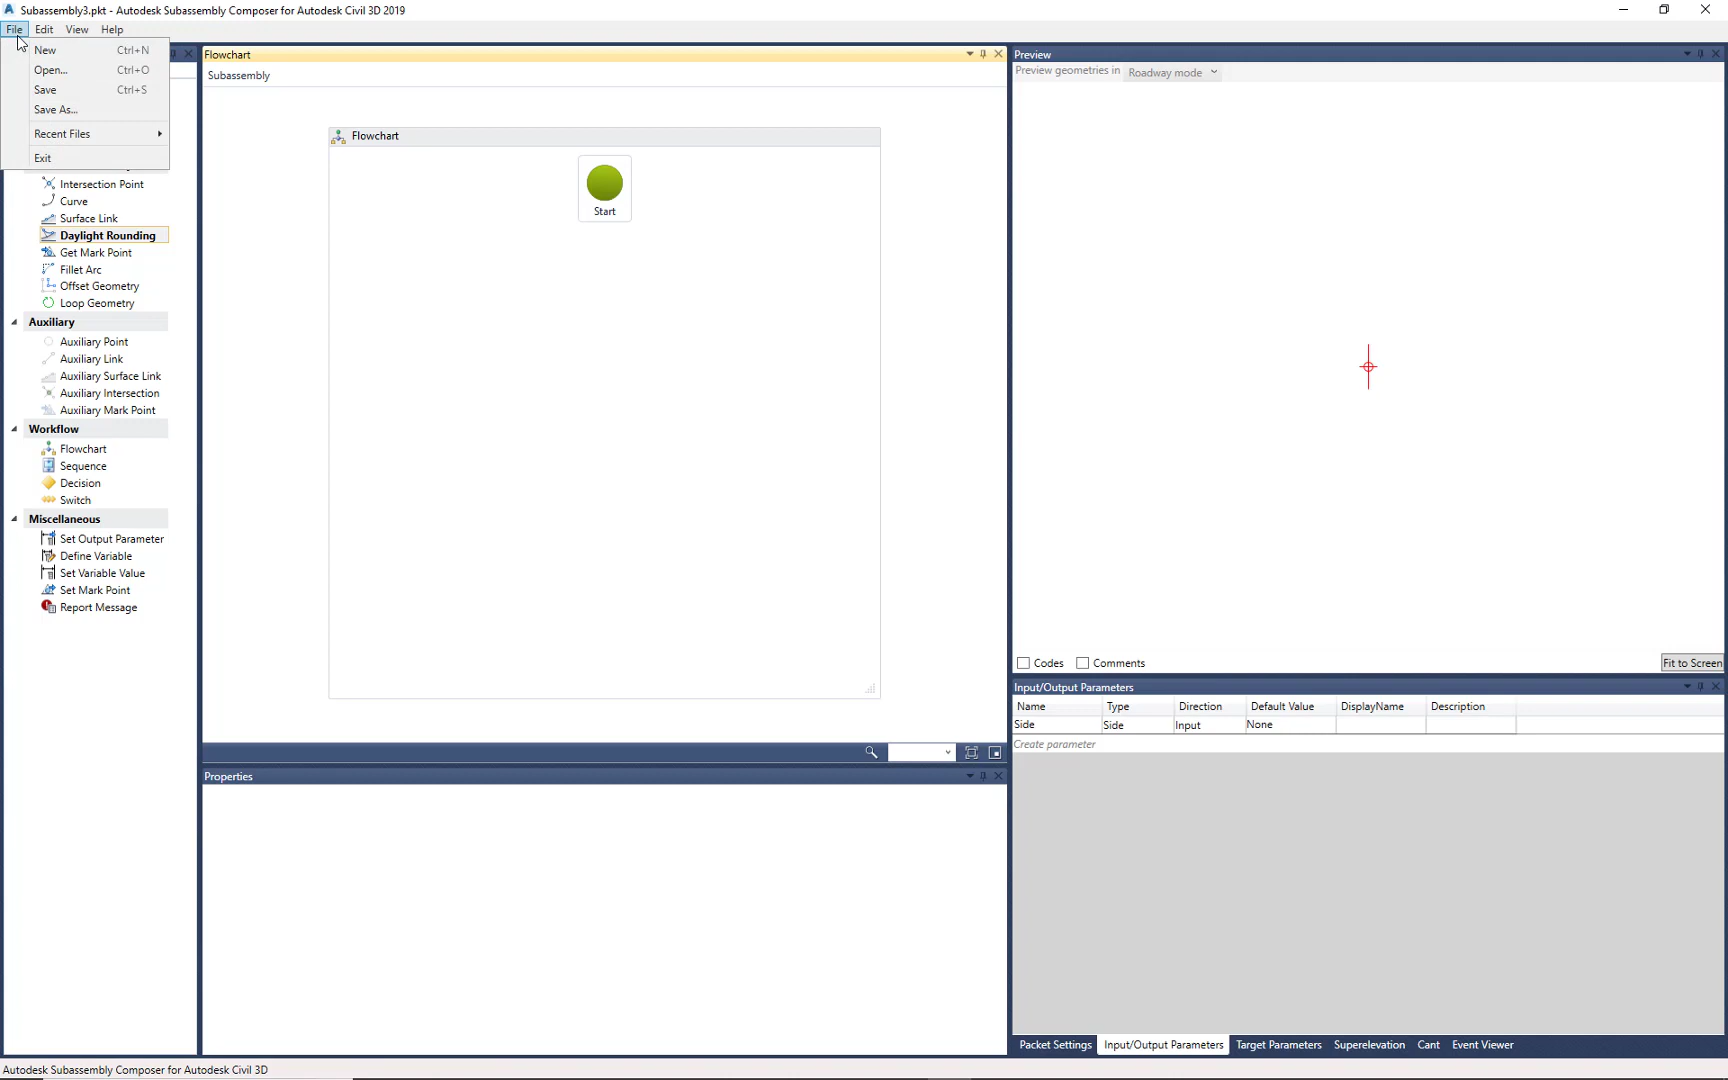 Subassembly3.pkt - Autodesk Subassembly Composer for Autodesk Civil 3D 2019
File Edit View Help
New Ctrl+N
Open... Ctrl+O
Save Ctrl+S
Save As...
Recent Files
Exit
Intersection Point
Curve
Surface Link
Daylight Rounding
Get Mark Point
Fillet Arc
Offset Geometry
Loop Geometry
Auxiliary
Auxiliary Point
Auxiliary Link
Auxiliary Surface Link
Auxiliary Intersection
Auxiliary Mark Point
Workflow
Flowchart
Sequence
Decision
Switch
Miscellaneous
Set Output Parameter
Define Variable
Set Variable Value
Set Mark Point
Report Message
Flowchart
Subassembly
Flowchart
Start
Properties
Preview
Preview geometries in Roadway mode
Codes Comments Fit to Screen
Input/Output Parameters
Name Type Direction Default Value DisplayName Description
Side Side Input None
Create parameter
Packet Settings Input/Output Parameters Target Parameters Superelevation Cant Event Viewer
Autodesk Subassembly Composer for Autodesk Civil 3D